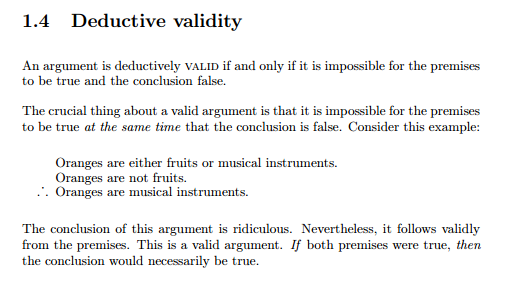 1.4 Deductive validity
An argument is deductively VALID if and only if it is impossible for the premises
to be true and the conclusion false.
The crucial thing about a valid argument is that it is impossible for the premises
to be true at the same time that the conclusion is false. Consider this example:
Oranges are either fruits or musical instruments.
Oranges are not fruits.
∴ Oranges are musical instruments.
The conclusion of this argument is ridiculous. Nevertheless, it follows validly
from the premises. This is a valid argument. If both premises were true, then
the conclusion would necessarily be true.